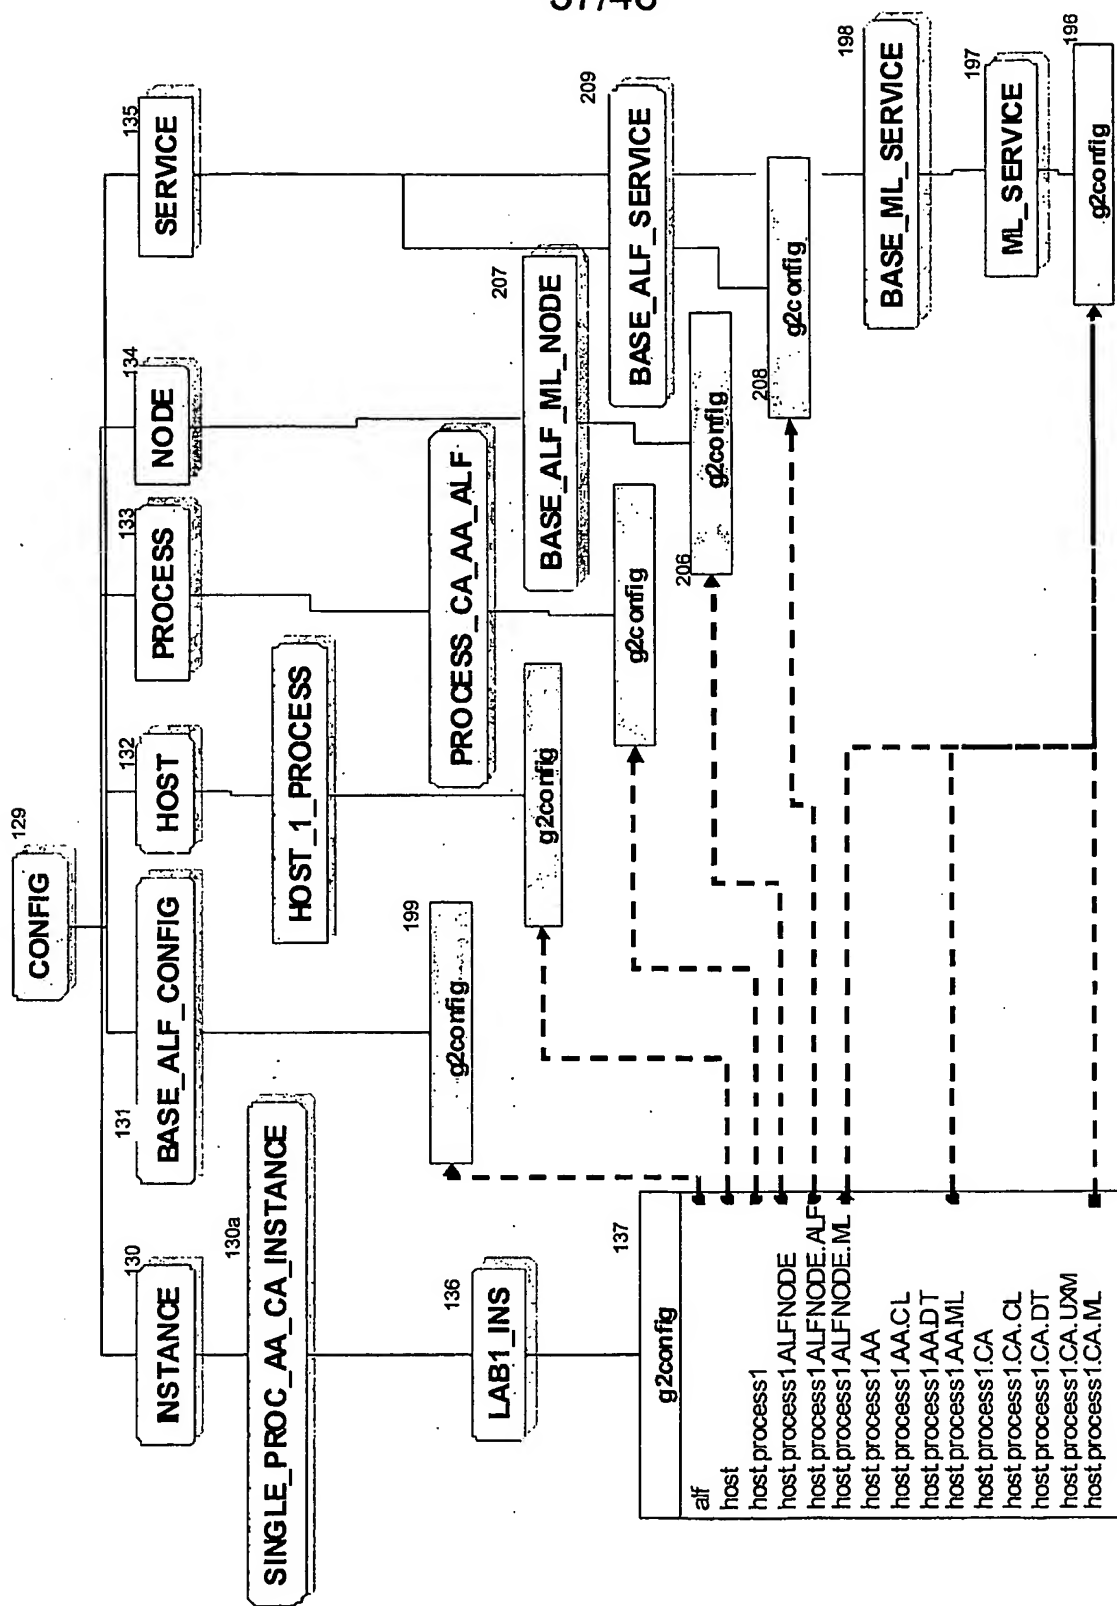 CONFIG
129
NSTANCE
130
BASE_ALF_CONFIG
131
HOST
132
PROCESS
133
NODE
134
SERVICE
135
SINGLE_PROC_AA_CA_INSTANCE
130a
HOST_1_PROCESS
LAB1_INS
136
g2config
199
PROCESS_CA_AA_ALF
g2config
BASE_ALF_ML_NODE
207
BASE_ALF_SERVICE
209
g2config
g2config
206
g2config
208
BASE_ML_SERVICE
198
ML_SERVICE
197
g2config
196
g2config
137
alf
host
host.process1
host.process1.ALFNODE
host.process1.ALFNODE.ALF
host.process1.ALFNODE.ML
host.process1.AA
host.process1.AA.CL
host.process1.AA.DT
host.process1.AA.ML
host.process1.CA
host.process1.CA.CL
host.process1.CA.DT
host.process1.CA.UXM
host.process1.CA.ML